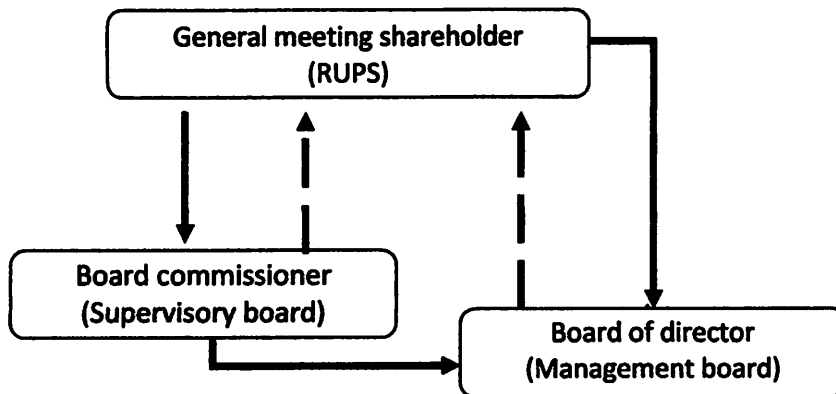 General meeting shareholder
(RUPS)
Board commissioner
(Supervisory board)
Board of director
(Management board)